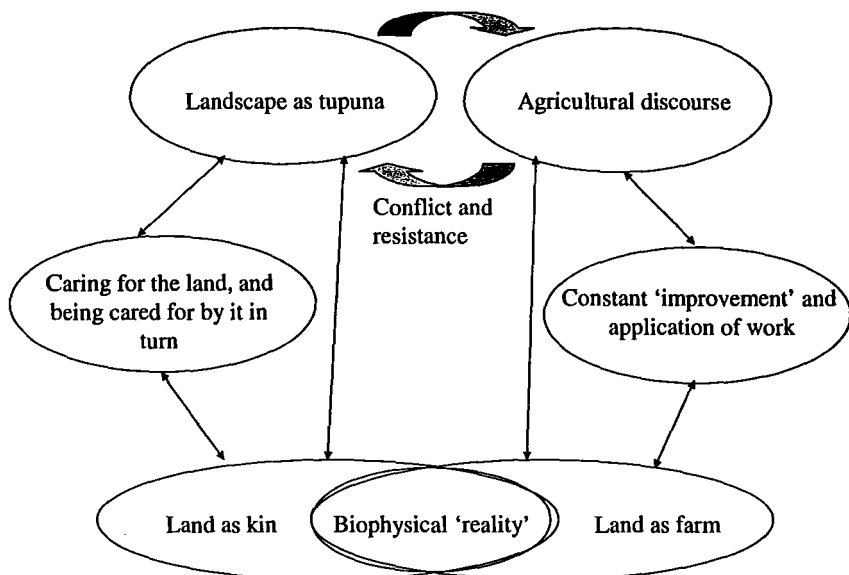 Landscape as tupuna
Agricultural discourse
Conflict and
resistance
Caring for the land, and
being cared for by it in
turn
Constant ‘improvement’ and
application of work
Land as kin
Biophysical ‘reality’
Land as farm